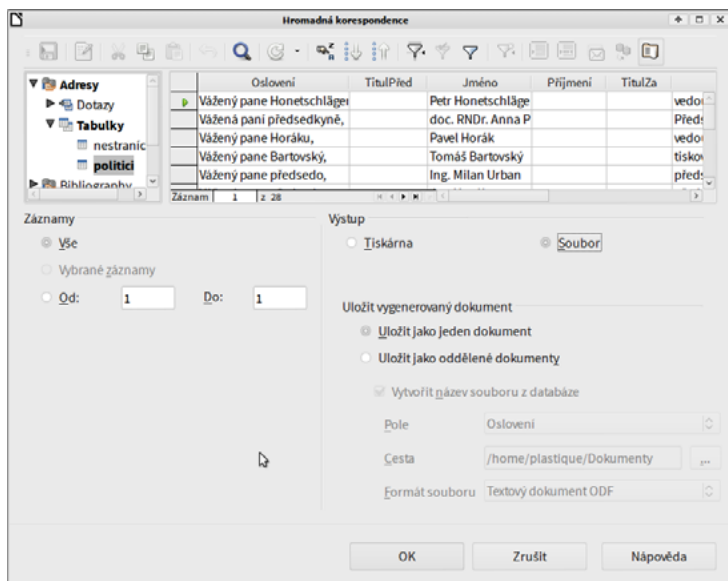 Hromadná korespondence
Adresy
Dotazy
Tabulky
nestranic
politici
Bibliography
Oslovení TitulPřed Jméno Příjmení TitulZa
Vážený pane Honetschläger Petr Honetschläge vedou
Vážená paní předsedkyně, doc. RNDr. Anna P Předs
Vážený pane Horáku, Pavel Horák vedou
Vážený pane Bartovský, Tomáš Bartovský tiskov
Vážený pane předsedo, Ing. Milan Urban předs
Záznam 1 z 28
Záznamy
Vše
Vybrané záznamy
Od: 1 Do: 1
Výstup
Tiskárna Soubor
Uložit vygenerovaný dokument
Uložit jako jeden dokument
Uložit jako oddělené dokumenty
Vytvořit název souboru z databáze
Pole Oslovení
Cesta /home/plastique/Dokumenty ...
Formát souboru Textový dokument ODF
OK Zrušit Nápověda